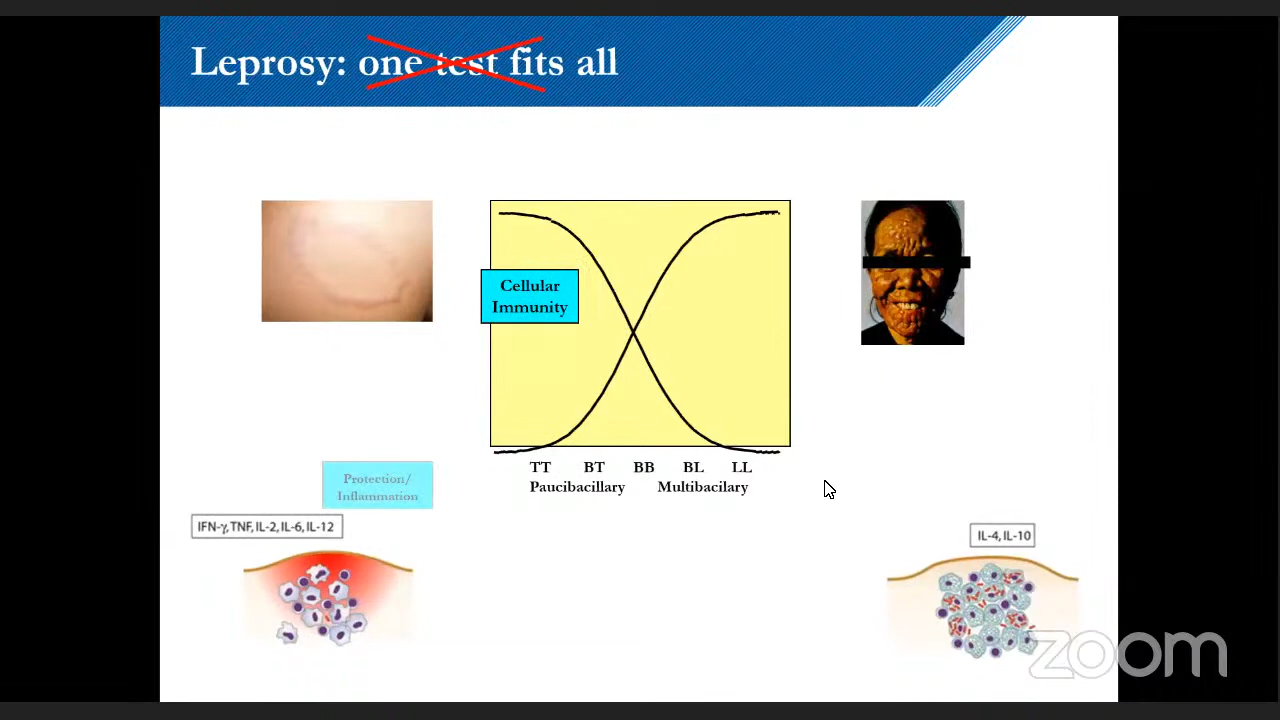 Leprosy: one test fits all
Cellular
Immunity
TT BT BB BL LL
Paucibacillary Multibacilary
Protection/
Inflammation
IFN-γ, TNF, IL-2, IL-6, IL-12
IL-4, IL-10
zoom